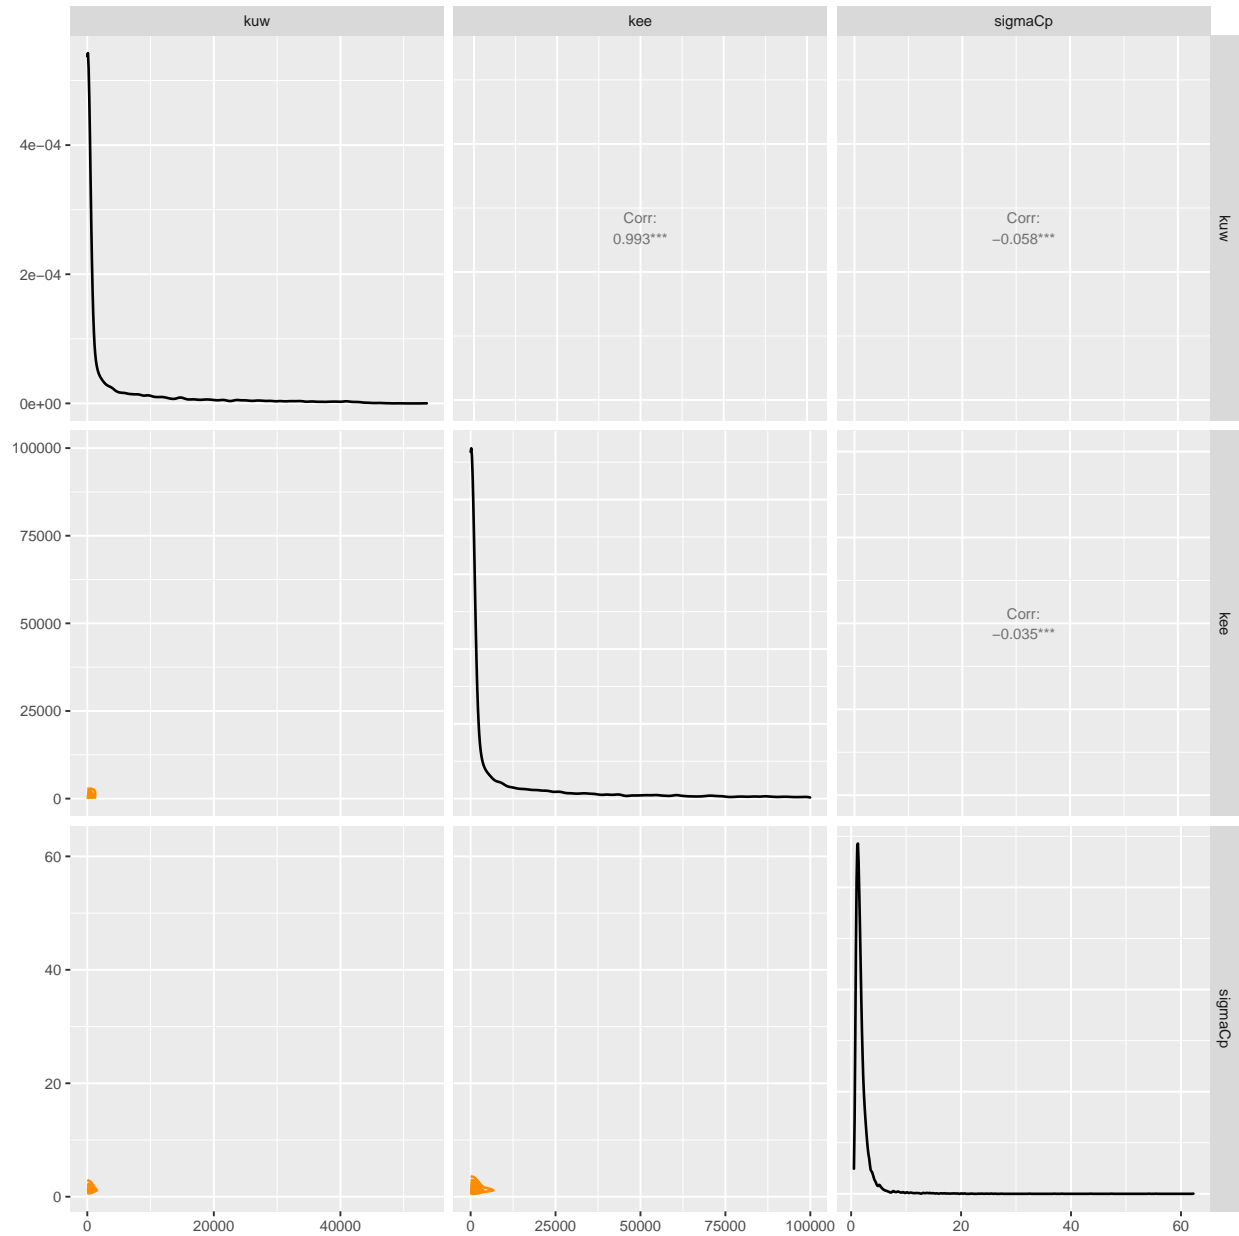 kuw kee sigmaCp
4e−04
2e−04
0e+00
Corr:
0.993***
Corr:
−0.058***
kuw
100000
75000
50000
25000
0
Corr:
−0.035***
kee
60
40
20
0
sigmaCp
0 20000 40000
0 25000 50000 75000 100000
0 20 40 60